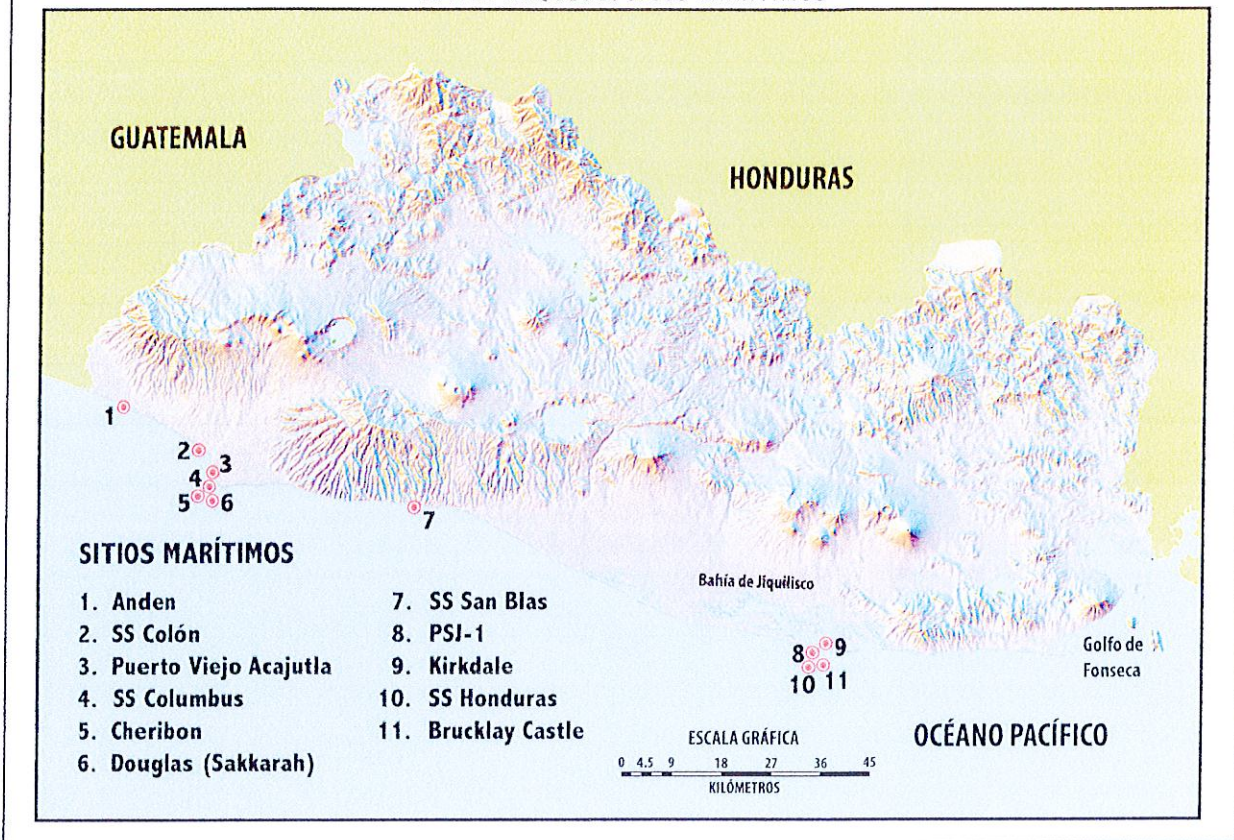 GUATEMALA
HONDURAS
1
2
3
4
5
6
7
SITIOS MARÍTIMOS
1. Anden
2. SS Colón
3. Puerto Viejo Acajutla
4. SS Columbus
5. Cheribon
6. Douglas (Sakkarah)
7. SS San Blas
8. PSJ-1
9. Kirkdale
10. SS Honduras
11. Brucklay Castle
Bahía de Jiquilisco
8
9
10
11
Golfo de
Fonseca
OCÉANO PACÍFICO
ESCALA GRÁFICA
0 4.5 9 18 27 36 45
KILÓMETROS